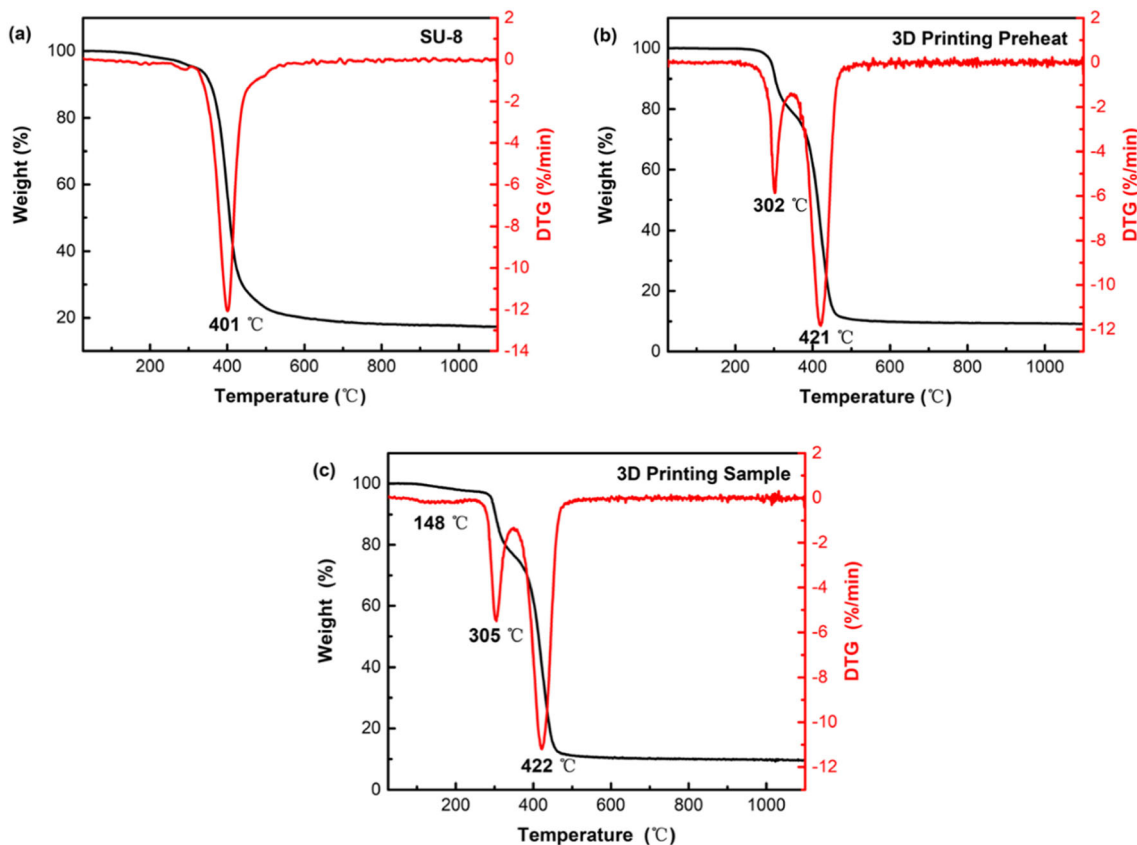 (a)
SU-8
100
80
60
40
20
2
0
-2
-4
-6
-8
-10
-12
-14
401 ℃
200 400 600 800 1000
Weight (%)
DTG (%/min)
Temperature (℃)
(b)
3D Printing Preheat
100
80
60
40
20
0
2
0
-2
-4
-6
-8
-10
-12
302 ℃
421 ℃
200 400 600 800 1000
Weight (%)
DTG (%/min)
Temperature (℃)
(c)
3D Printing Sample
100
80
60
40
20
0
2
0
-2
-4
-6
-8
-10
-12
148 ℃
305 ℃
422 ℃
200 400 600 800 1000
Weight (%)
DTG (%/min)
Temperature (℃)